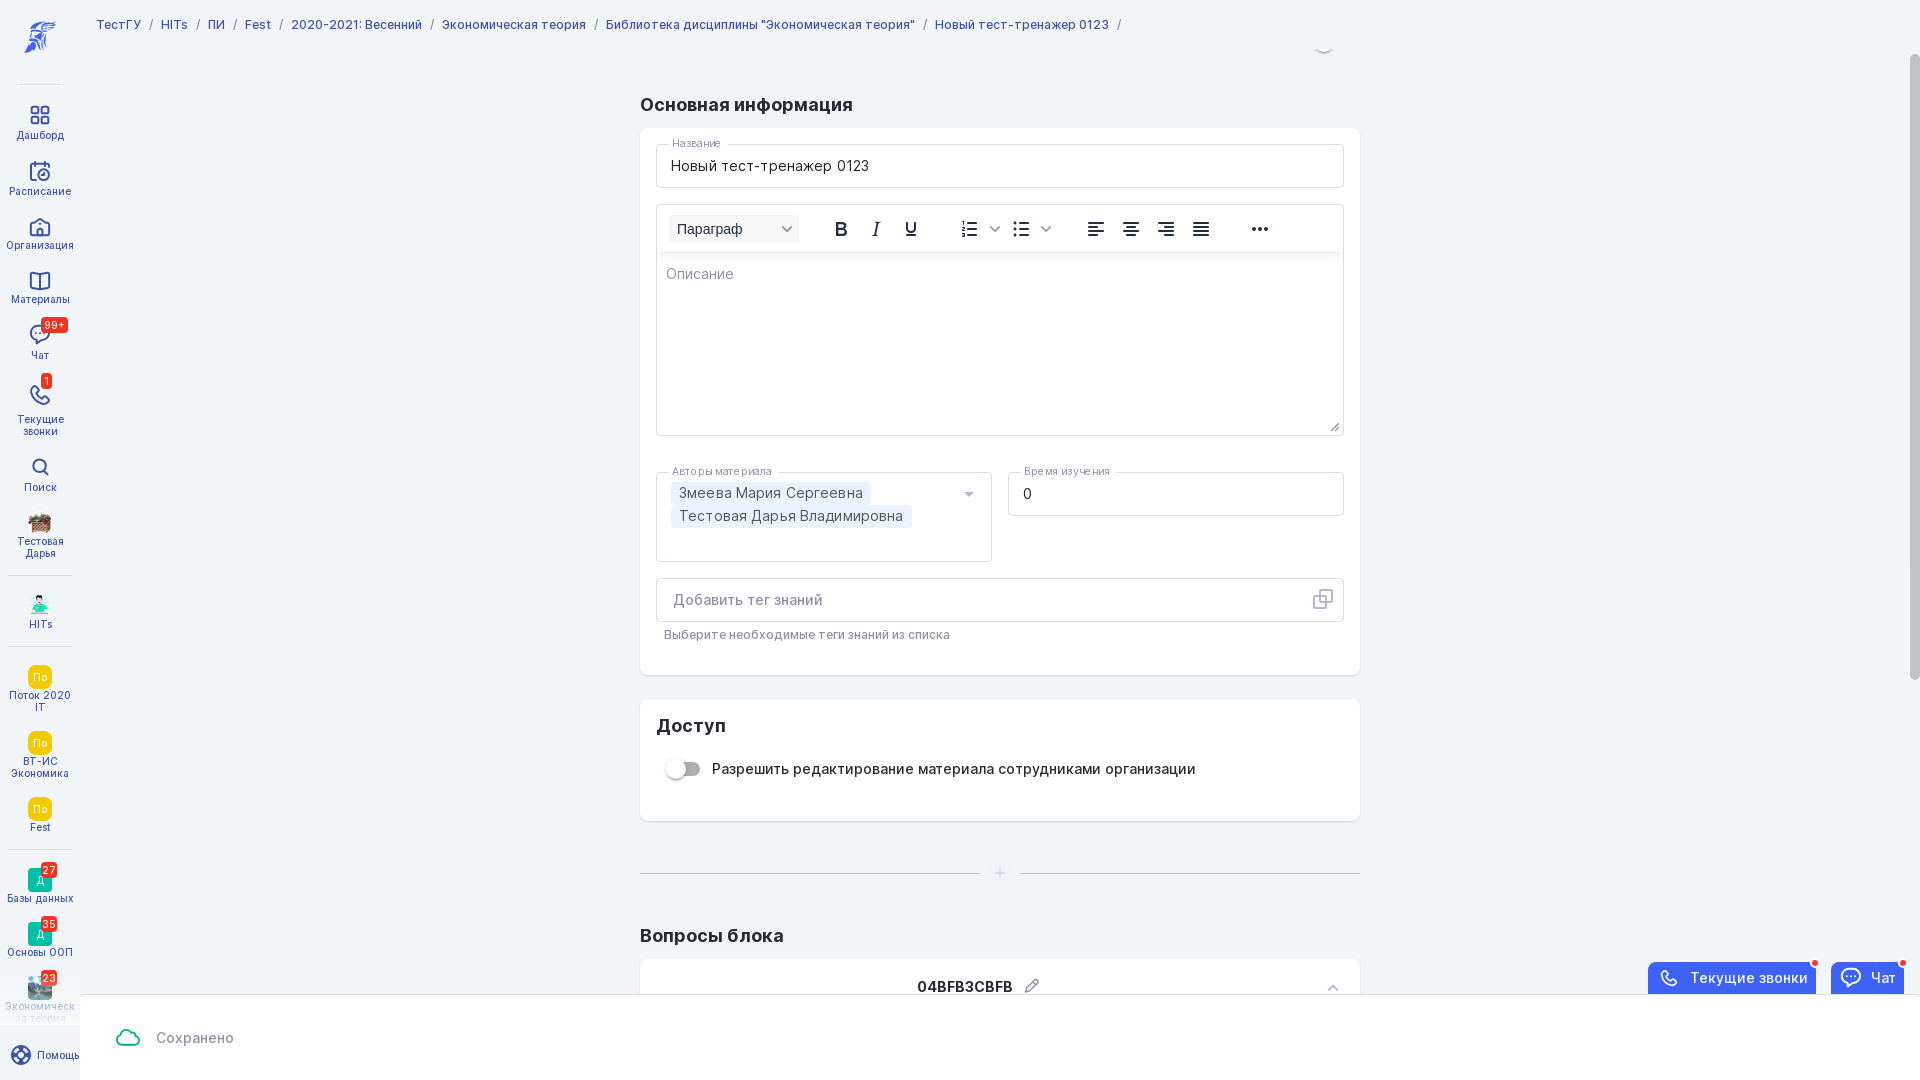 ТестГУ / HITs / ПИ / Fest / 2020-2021: Весенний / Экономическая теория / Библиотека дисциплины "Экономическая теория" / Новый тест-тренажер 0123 /
Дашборд
Расписание
Организация
Материалы
99+
Чат
1
Текущие
звонки
Поиск
Тестовая
Дарья
HITs
По
Поток 2020
IT
По
ВТ-ИС
Экономика
По
Fest
27
Д
Базы данных
35
Д
Основы ООП
23
Экономическ
ая теория
Помощь
Основная информация
Название
Новый тест-тренажер 0123
Параграф
Описание
Авторы материала
Змеева Мария Сергеевна
Тестовая Дарья Владимировна
Время изучения
0
Добавить тег знаний
Выберите необходимые теги знаний из списка
Доступ
Разрешить редактирование материала сотрудниками организации
Вопросы блока
04BFB3CBFB
Текущие звонки
Чат
Сохранено